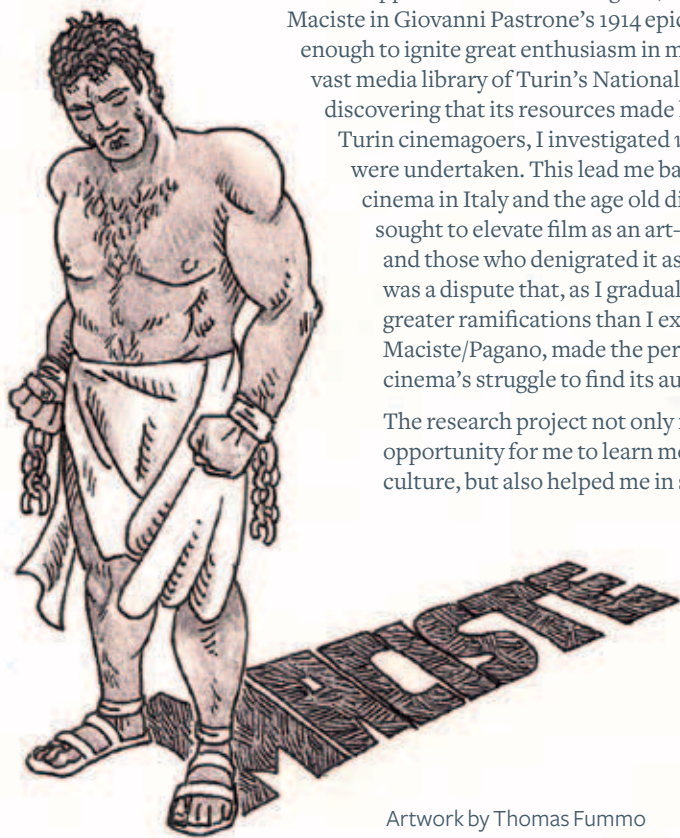 Maciste in Giovanni Pastrone’s 1914 epic
enough to ignite great enthusiasm in m
vast media library of Turin’s National
discovering that its resources made
Turin cinemagoers, I investigated
were undertaken. This lead me ba
cinema in Italy and the age old di
sought to elevate film as an art-
and those who denigrated it as
was a dispute that, as I gradual
greater ramifications than I ex
Maciste/Pagano, made the per
cinema’s struggle to find its au
The research project not only
opportunity for me to learn mo
culture, but also helped me in s
MACISTE
Artwork by Thomas Fummo